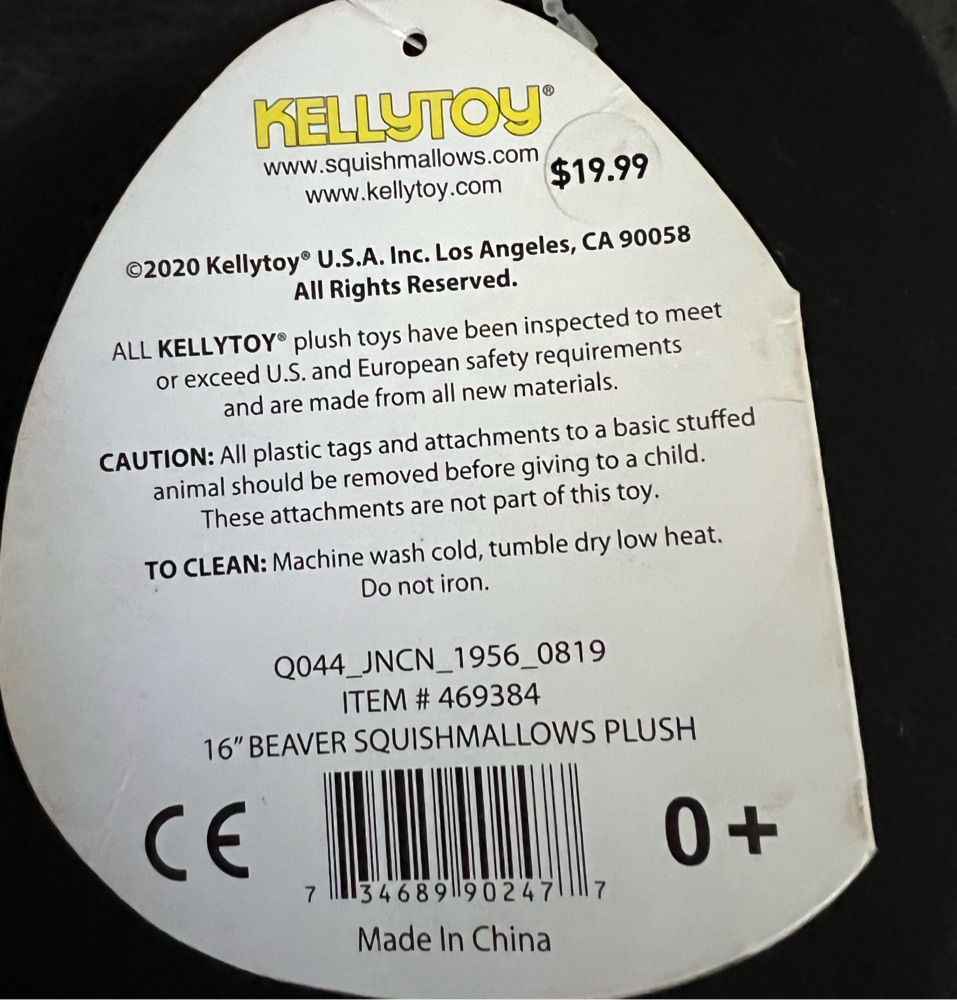 KELLYTOY®
www.squishmallows.com
www.kellytoy.com
$19.99
©2020 Kellytoy® U.S.A. Inc. Los Angeles, CA 90058
All Rights Reserved.
ALL KELLYTOY® plush toys have been inspected to meet
or exceed U.S. and European safety requirements
and are made from all new materials.
CAUTION: All plastic tags and attachments to a basic stuffed
animal should be removed before giving to a child.
These attachments are not part of this toy.
TO CLEAN: Machine wash cold, tumble dry low heat.
Do not iron.
Q044_JNCN_1956_0819
ITEM # 469384
16” BEAVER SQUISHMALLOWS PLUSH
CE
0+
7 34689 90247 7
Made In China